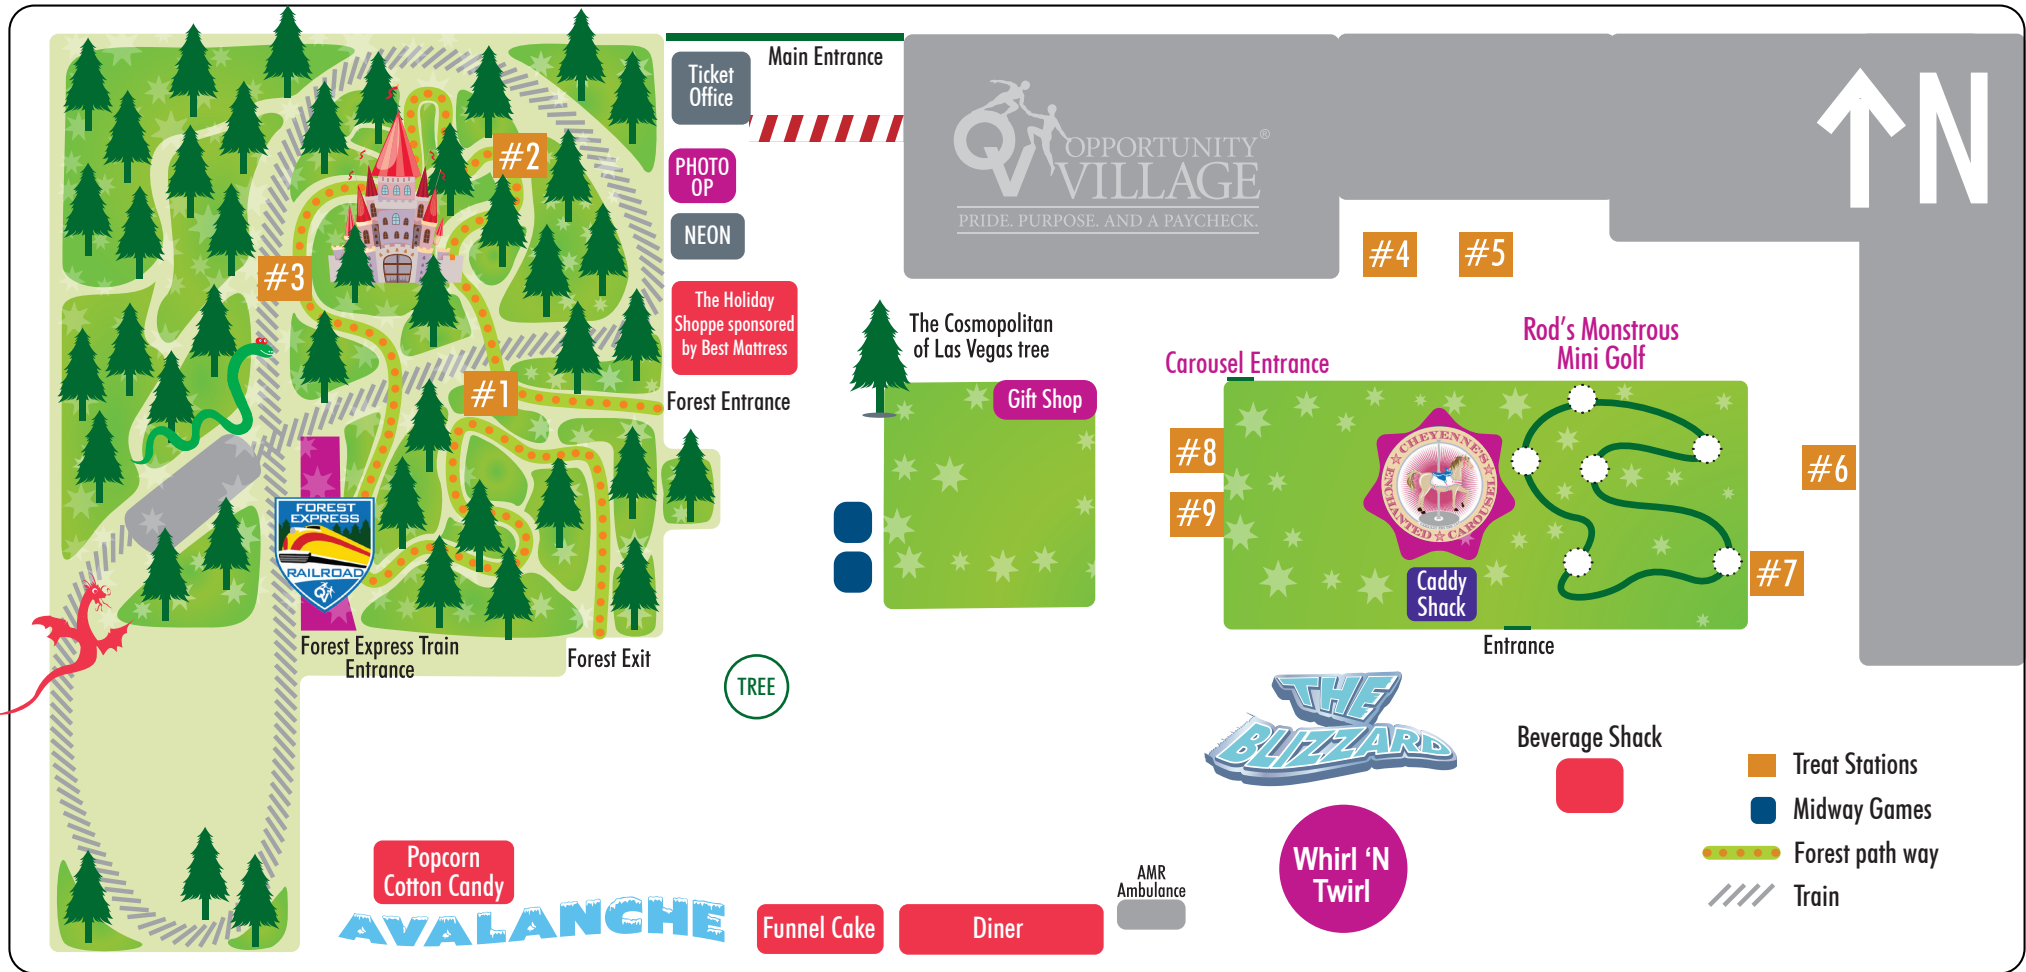 Main Entrance
Ticket
Office
PHOTO
OP
NEON
The Holiday
Shoppe sponsored
by Best Mattress
Forest Entrance
#1
#2
#3
FOREST
EXPRESS
RAILROAD
OV
Forest Express Train
Entrance
Forest Exit
TREE
OV
OPPORTUNITY®
VILLAGE
PRIDE. PURPOSE. AND A PAYCHECK.
N
#4
#5
The Cosmopolitan
of Las Vegas tree
Gift Shop
Carousel Entrance
Rod's Monstrous
Mini Golf
#8
#9
CHEYENNE'S
ENCHANTED ★ CAROUSEL
Caddy
Shack
#6
#7
Entrance
THE
BLIZZARD
Beverage Shack
Whirl 'N
Twirl
AMR
Ambulance
Popcorn
Cotton Candy
AVALANCHE
Funnel Cake
Diner
Treat Stations
Midway Games
Forest path way
Train